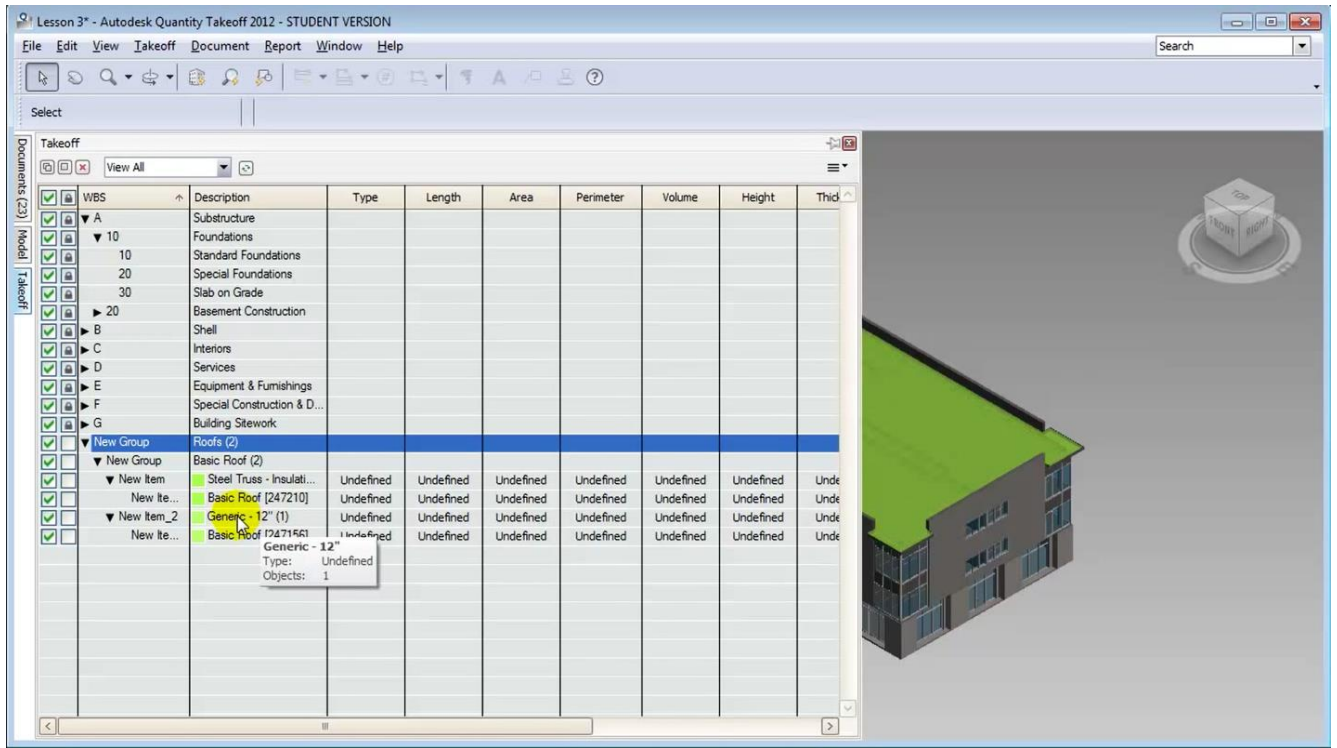 Lesson 3* - Autodesk Quantity Takeoff 2012 - STUDENT VERSION
File Edit View Takeoff Document Report Window Help Search
Select
Documents (23)
Model
Takeoff
Takeoff
View All
WBS Description Type Length Area Perimeter Volume Height Thick
A Substructure
10 Foundations
10 Standard Foundations
20 Special Foundations
30 Slab on Grade
20 Basement Construction
B Shell
C Interiors
D Services
E Equipment & Furnishings
F Special Construction & D...
G Building Sitework
New Group Roofs (2)
New Group Basic Roof (2)
New Item Steel Truss - Insulati... Undefined Undefined Undefined Undefined Undefined Undefined Unde
New Ite... Basic Roof [247210] Undefined Undefined Undefined Undefined Undefined Undefined Unde
New Item_2 Generic - 12" (1) Undefined Undefined Undefined Undefined Undefined Undefined Unde
New Ite... Basic Roof [247156] Undefined Undefined Undefined Undefined Undefined Undefined Unde
Generic - 12"
Type: Undefined
Objects: 1
TOP
FRONT RIGHT